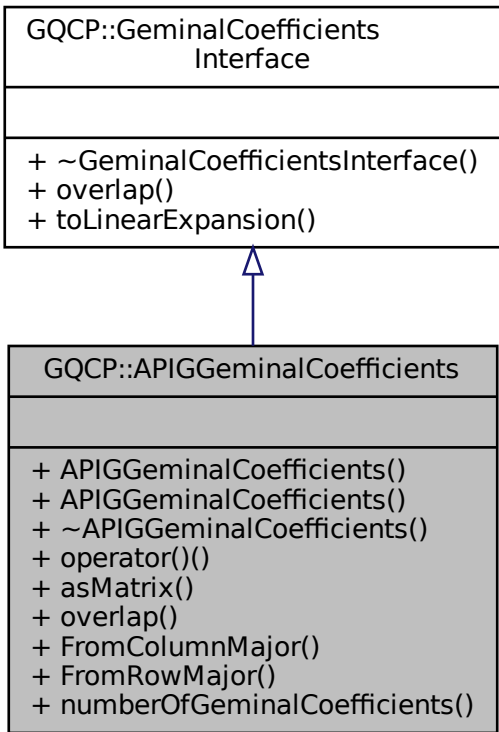 GQCP::GeminalCoefficients
Interface
+ ~GeminalCoefficientsInterface()
+ overlap()
+ toLinearExpansion()
GQCP::APIGGeminalCoefficients
+ APIGGeminalCoefficients()
+ APIGGeminalCoefficients()
+ ~APIGGeminalCoefficients()
+ operator()()
+ asMatrix()
+ overlap()
+ FromColumnMajor()
+ FromRowMajor()
+ numberOfGeminalCoefficients()